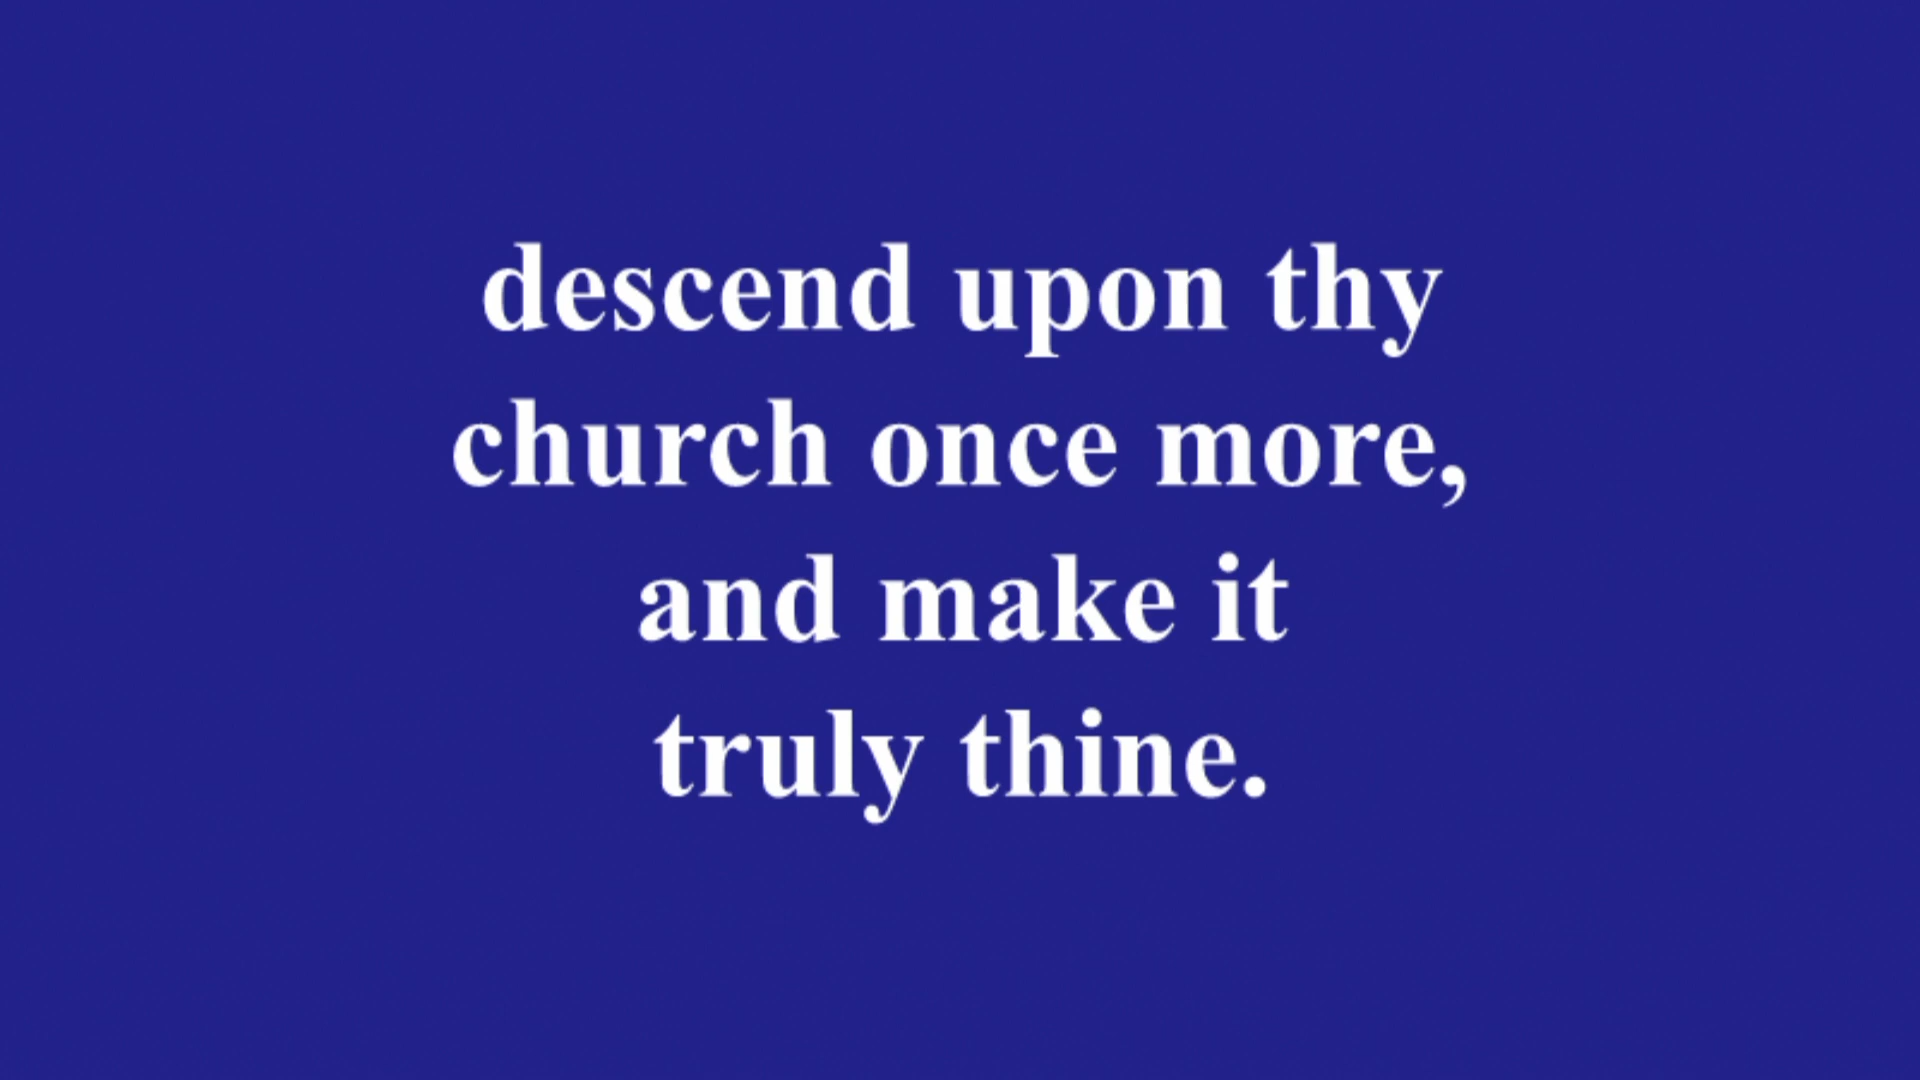 descend upon thy
church once more,
and make it
truly thine.